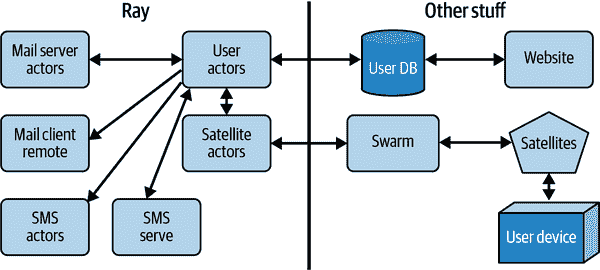 Ray
Other stuff
Mail server
actors
User
actors
User DB
Website
Mail client
remote
Satellite
actors
Swarm
Satellites
SMS
actors
SMS
serve
User device